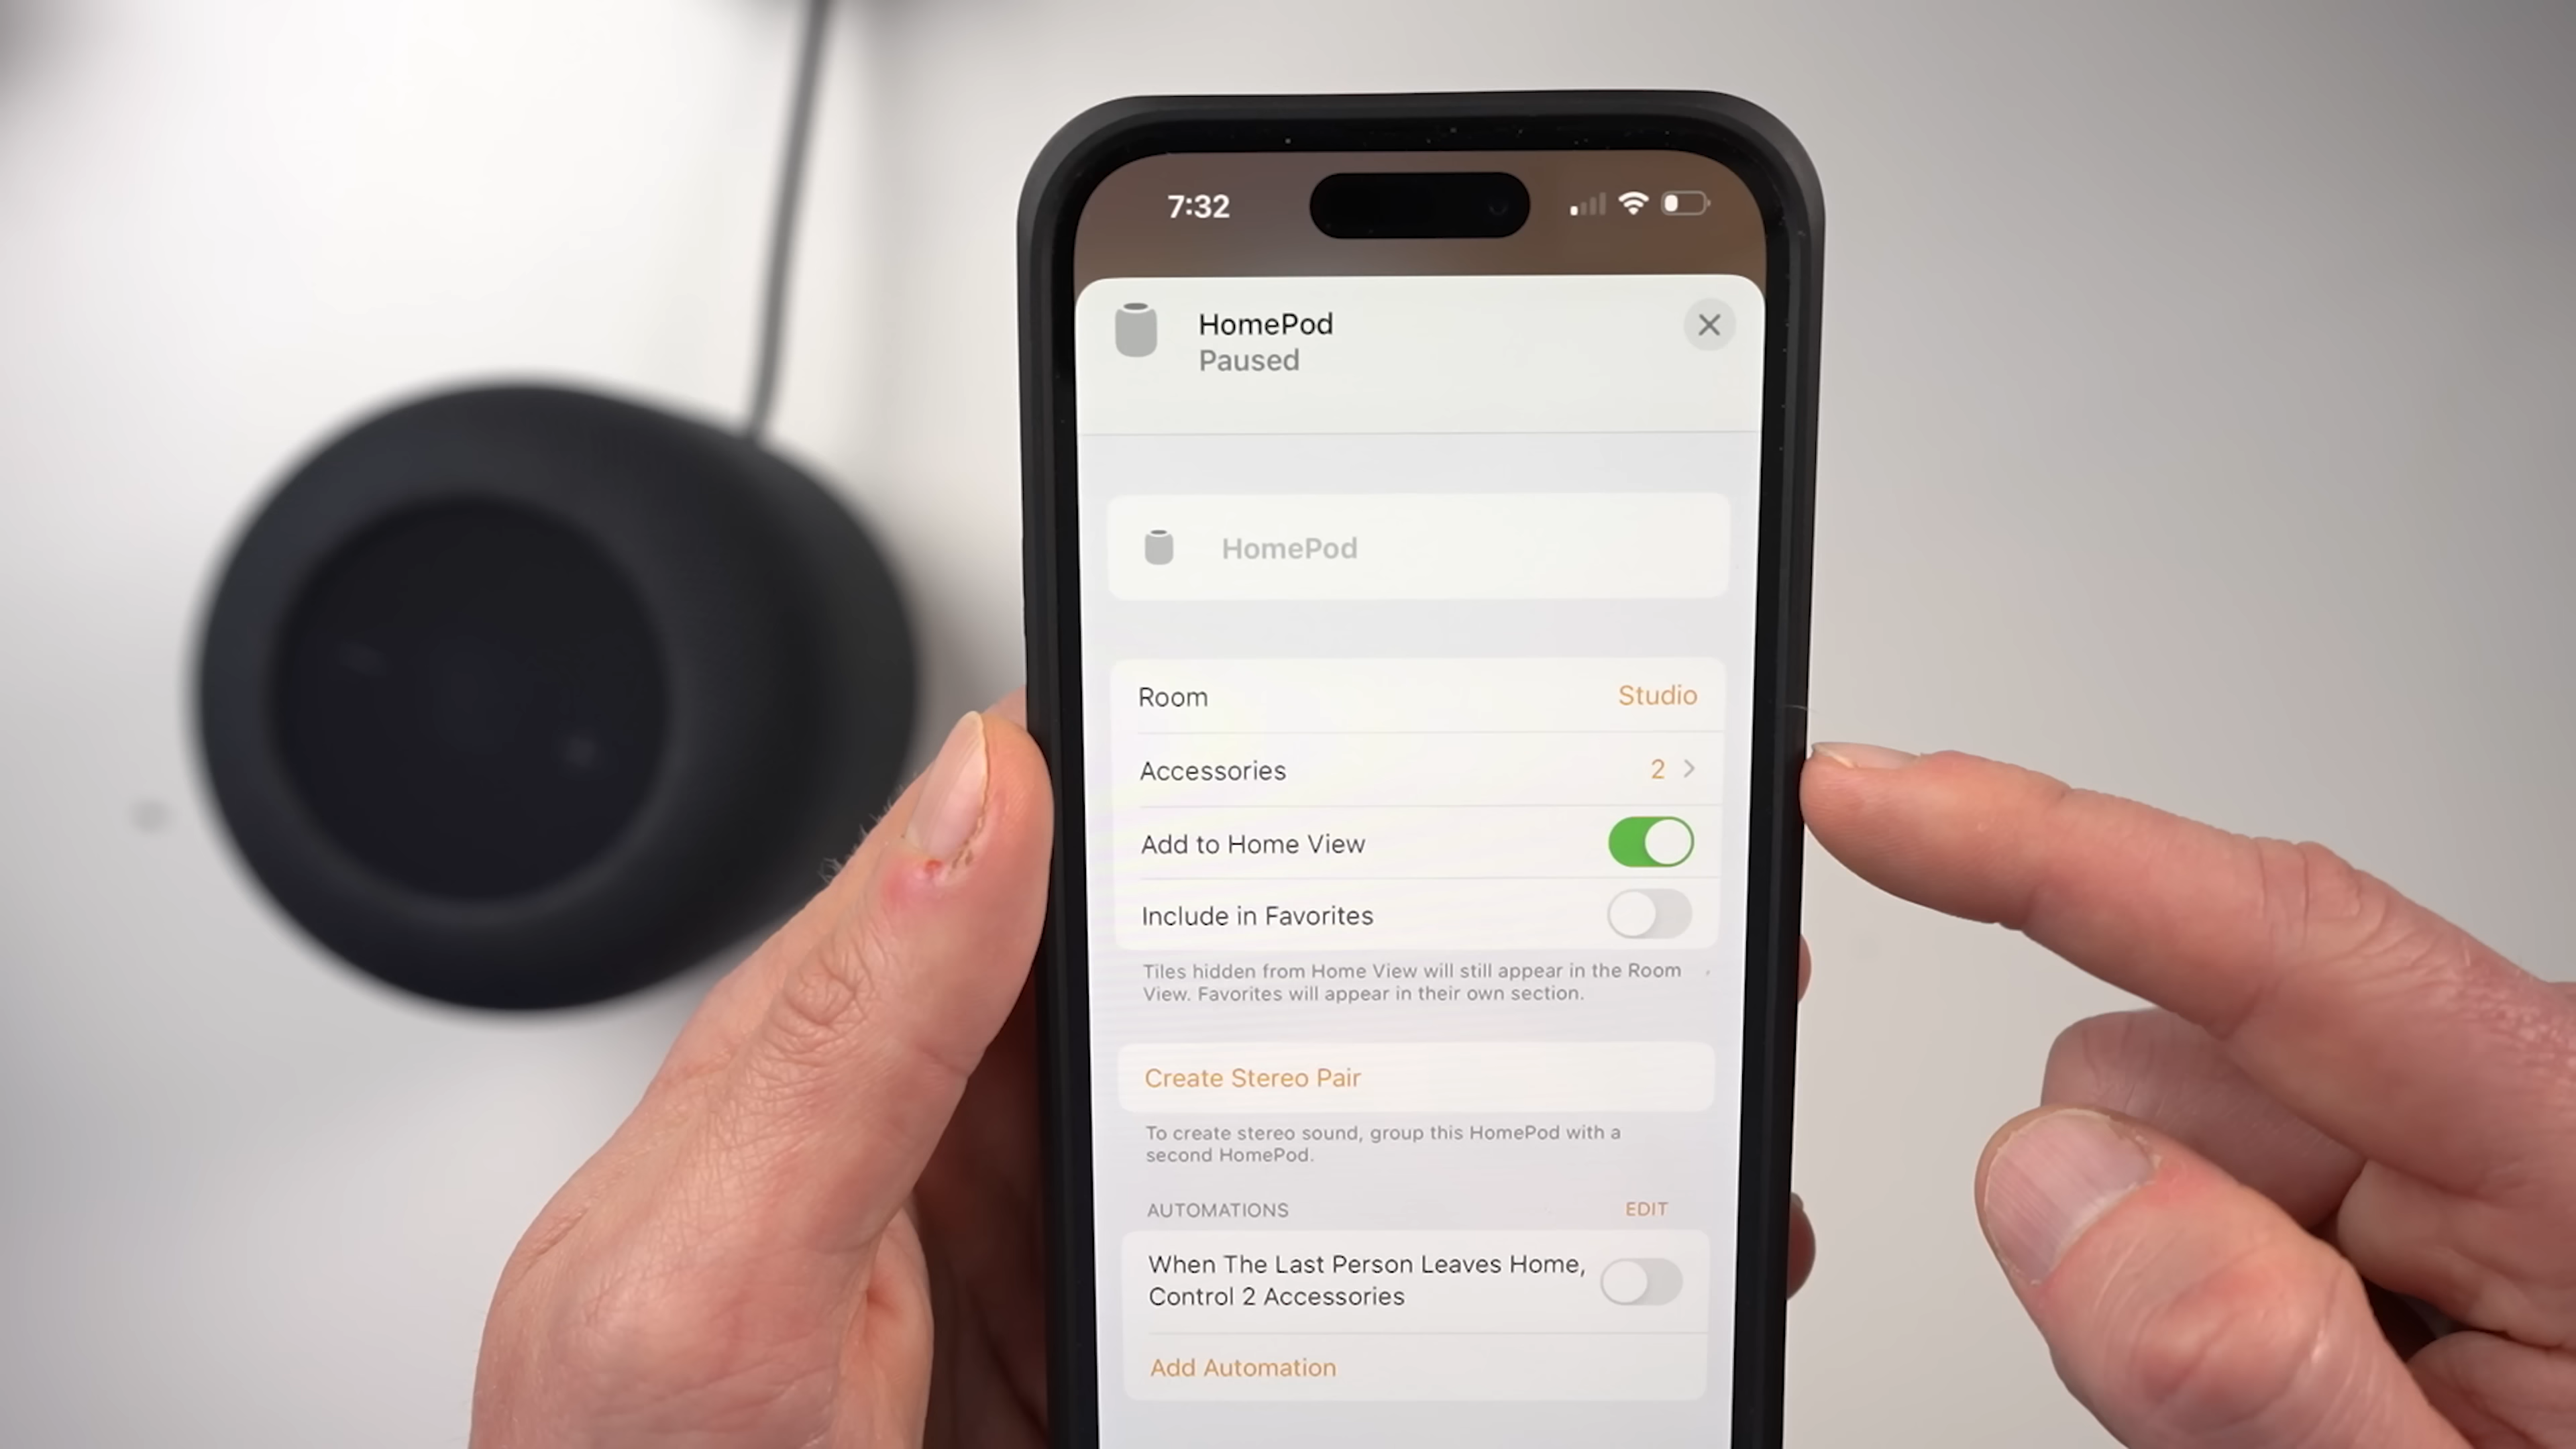 7:32
HomePod
Paused
HomePod
Room Studio
Accessories 2
Add to Home View
Include in Favorites
Tiles hidden from Home View will still appear in the Room
View. Favorites will appear in their own section.
Create Stereo Pair
To create stereo sound, group this HomePod with a
second HomePod.
AUTOMATIONS EDIT
When The Last Person Leaves Home,
Control 2 Accessories
Add Automation